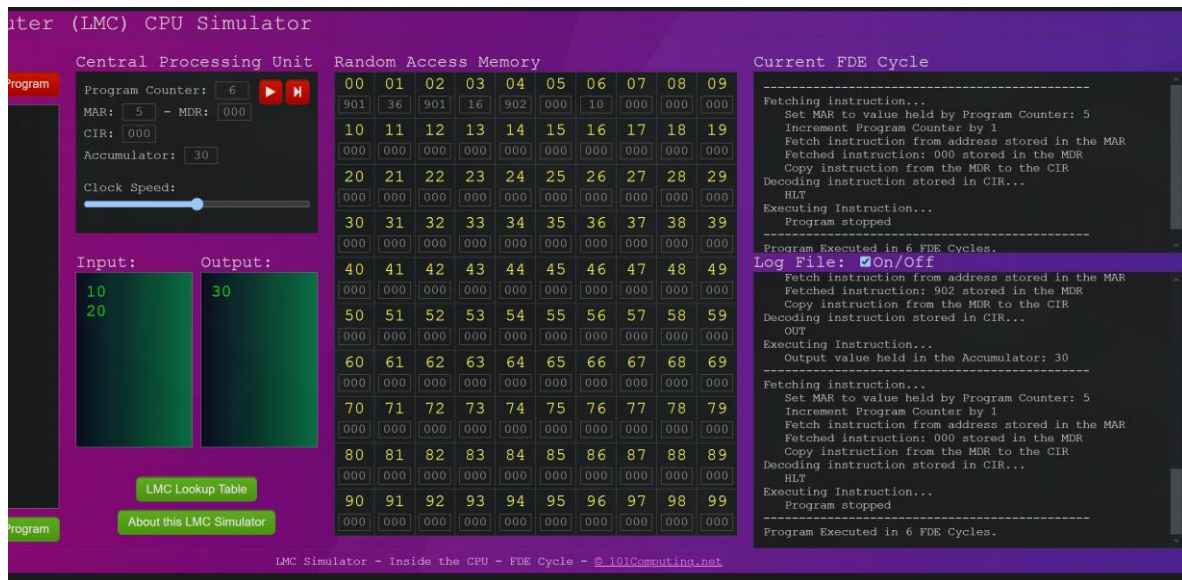 uter (LMC) CPU Simulator
Program
Central Processing Unit
Program Counter: 6
MAR: 5 - MDR: 000
CIR: 000
Accumulator: 30
Clock Speed:
Input:
10
20
Output:
30
LMC Lookup Table
About this LMC Simulator
Program
Random Access Memory
00 01 02 03 04 05 06 07 08 09
901 36 901 16 902 000 10 000 000 000
10 11 12 13 14 15 16 17 18 19
000 000 000 000 000 000 000 000 000 000
20 21 22 23 24 25 26 27 28 29
000 000 000 000 000 000 000 000 000 000
30 31 32 33 34 35 36 37 38 39
000 000 000 000 000 000 000 000 000 000
40 41 42 43 44 45 46 47 48 49
000 000 000 000 000 000 000 000 000 000
50 51 52 53 54 55 56 57 58 59
000 000 000 000 000 000 000 000 000 000
60 61 62 63 64 65 66 67 68 69
000 000 000 000 000 000 000 000 000 000
70 71 72 73 74 75 76 77 78 79
000 000 000 000 000 000 000 000 000 000
80 81 82 83 84 85 86 87 88 89
000 000 000 000 000 000 000 000 000 000
90 91 92 93 94 95 96 97 98 99
000 000 000 000 000 000 000 000 000 000
Current FDE Cycle
----------------------------------------------
Fetching instruction...
Set MAR to value held by Program Counter: 5
Increment Program Counter by 1
Fetch instruction from address stored in the MAR
Fetched instruction: 000 stored in the MDR
Copy instruction from the MDR to the CIR
Decoding instruction stored in CIR...
HLT
Executing Instruction...
Program stopped
----------------------------------------------
Program Executed in 6 FDE Cycles.
Log File: On/Off
Fetch instruction from address stored in the MAR
Fetched instruction: 902 stored in the MDR
Copy instruction from the MDR to the CIR
Decoding instruction stored in CIR...
OUT
Executing Instruction...
Output value held in the Accumulator: 30
----------------------------------------------
Fetching instruction...
Set MAR to value held by Program Counter: 5
Increment Program Counter by 1
Fetch instruction from address stored in the MAR
Fetched instruction: 000 stored in the MDR
Copy instruction from the MDR to the CIR
Decoding instruction stored in CIR...
HLT
Executing Instruction...
Program stopped
----------------------------------------------
Program Executed in 6 FDE Cycles.
LMC Simulator - Inside the CPU - FDE Cycle - © 101Computing.net